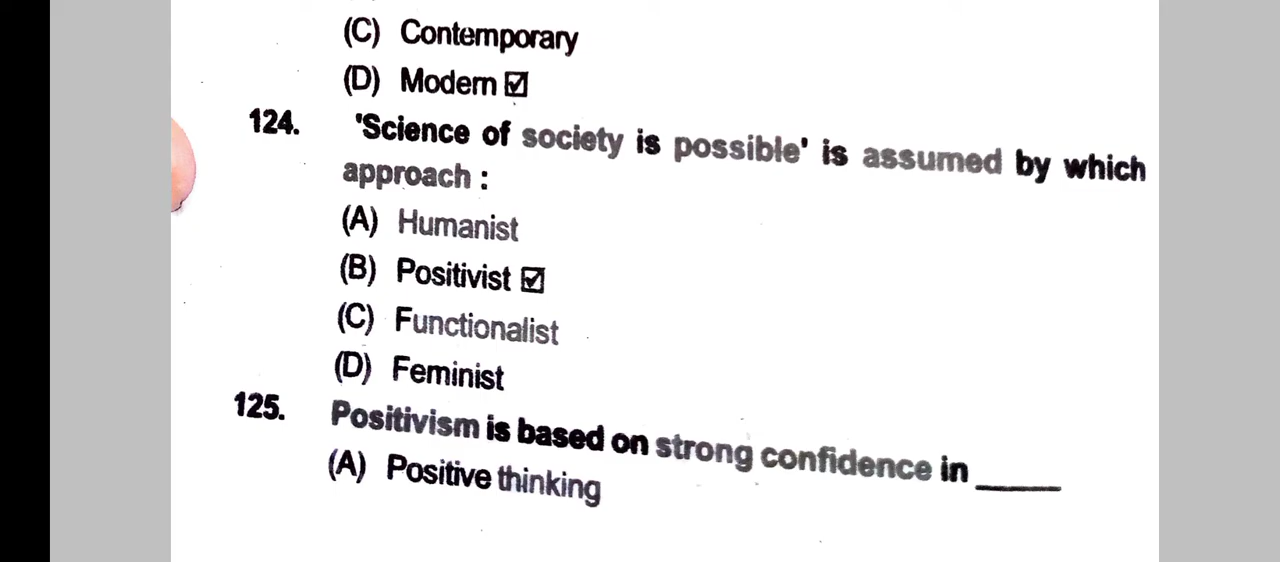 (C) Contemporary
(D) Modern ☑
124. 'Science of society is possible' is assumed by which
approach :
(A) Humanist
(B) Positivist ☑
(C) Functionalist
(D) Feminist
125. Positivism is based on strong confidence in _____
(A) Positive thinking